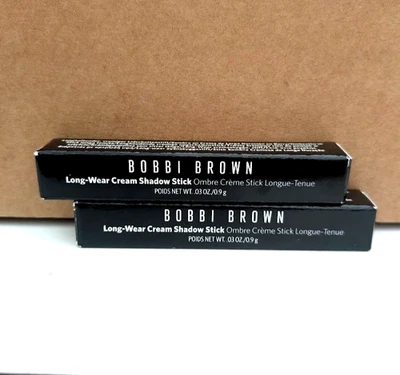 BOBBI BROWN
Long-Wear Cream Shadow Stick Ombre Crème Stick Longue-Tenue
POIDS NET WT. .03 OZ/0.9 g
BOBBI BROWN
Long-Wear Cream Shadow Stick Ombre Crème Stick Longue-Tenue
POIDS NET WT. .03 OZ/0.9 g